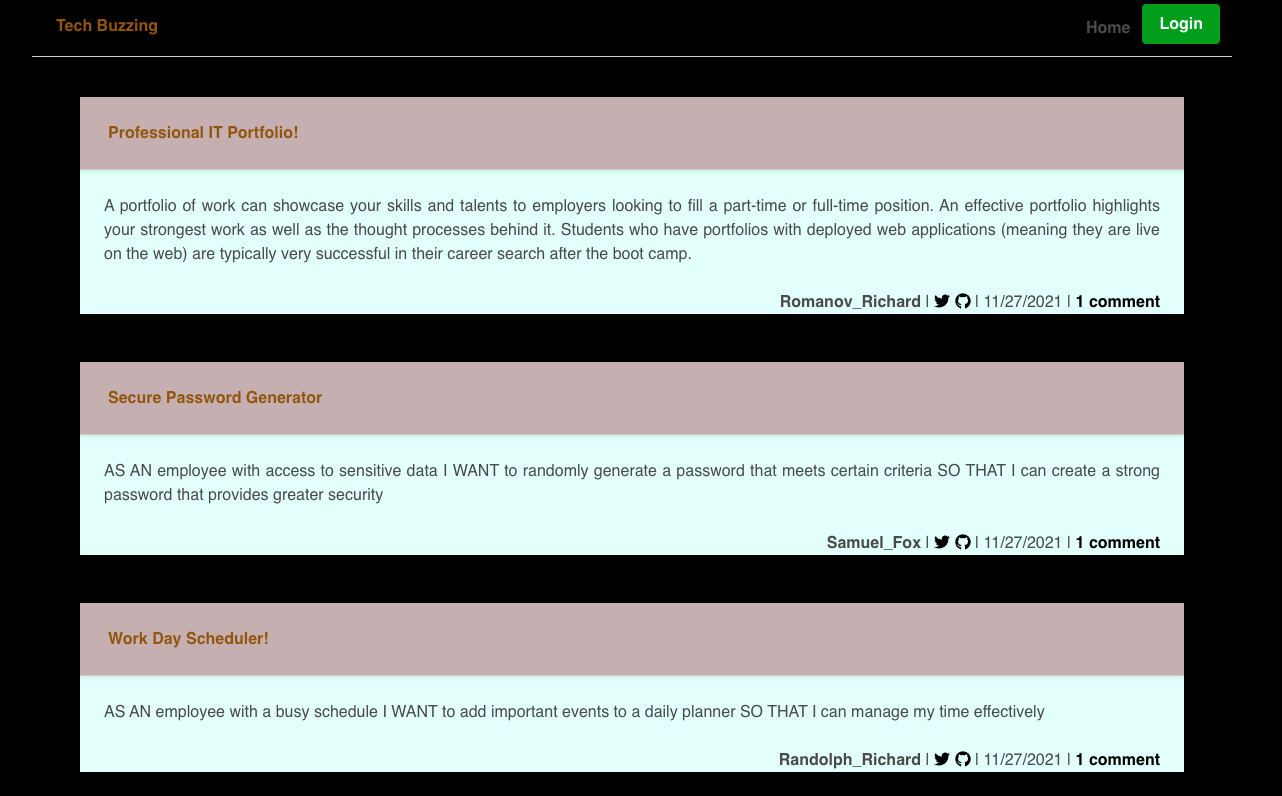 Tech Buzzing
Home
Login
Professional IT Portfolio!
A portfolio of work can showcase your skills and talents to employers looking to fill a part-time or full-time position. An effective portfolio highlights
your strongest work as well as the thought processes behind it. Students who have portfolios with deployed web applications (meaning they are live
on the web) are typically very successful in their career search after the boot camp.
Romanov_Richard | | 11/27/2021 | 1 comment
Secure Password Generator
AS AN employee with access to sensitive data I WANT to randomly generate a password that meets certain criteria SO THAT I can create a strong
password that provides greater security
Samuel_Fox | | 11/27/2021 | 1 comment
Work Day Scheduler!
AS AN employee with a busy schedule I WANT to add important events to a daily planner SO THAT I can manage my time effectively
Randolph_Richard | | 11/27/2021 | 1 comment